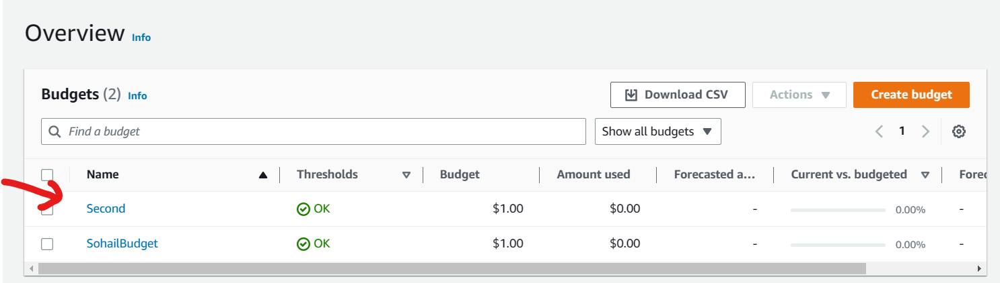 Overview Info
Budgets (2) Info
Download CSV Actions Create budget
Find a budget Show all budgets 1
Name Thresholds Budget Amount used Forecasted a... Current vs. budgeted
Second OK $1.00 $0.00 - 0.00% -
SohailBudget OK $1.00 $0.00 - 0.00% -